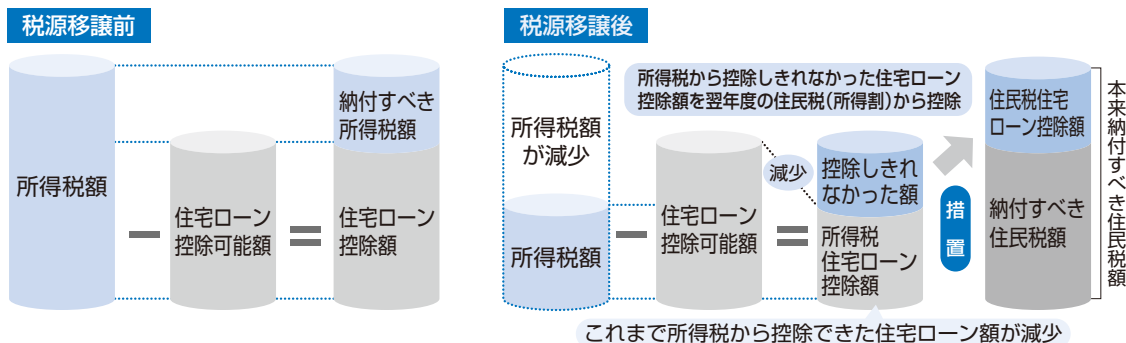 税源移譲前
所得税額
住宅ローン
控除可能額
納付すべき
所得税額
住宅ローン
控除額
税源移譲後
所得税額
が減少
所得税額
住宅ローン
控除可能額
減少
所得税から控除しきれなかった住宅ローン
控除額を翌年度の住民税(所得割)から控除
控除しきれ
なかった額
所得税
住宅ローン
控除額
措置
住民税住宅
ローン控除額
納付すべき
住民税額
本来納付すべき住民税額
これまで所得税から控除できた住宅ローン額が減少